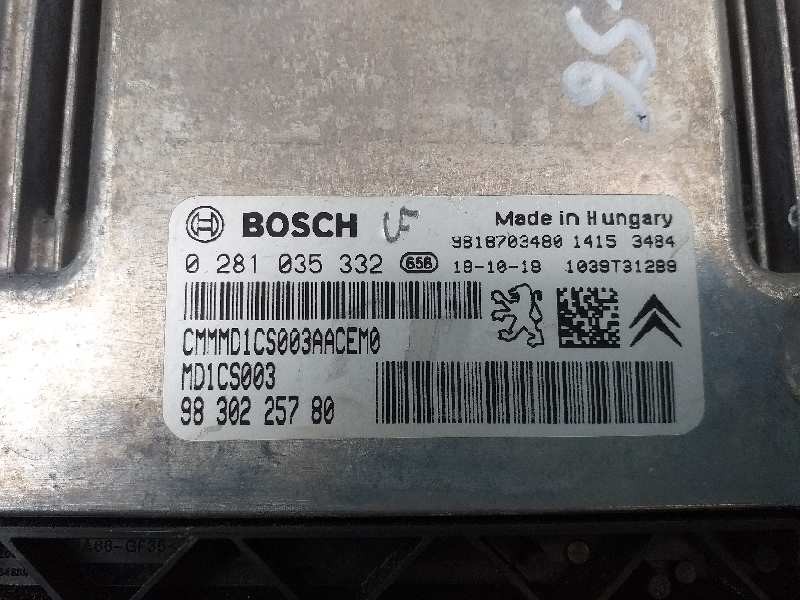 95-
BOSCH
Made in Hungary
9818703480 1415 3484
0 281 035 332 656 18-10-18 1039T31289
CMMMD1CS003AACEM0
MD1CS003
98 302 257 80